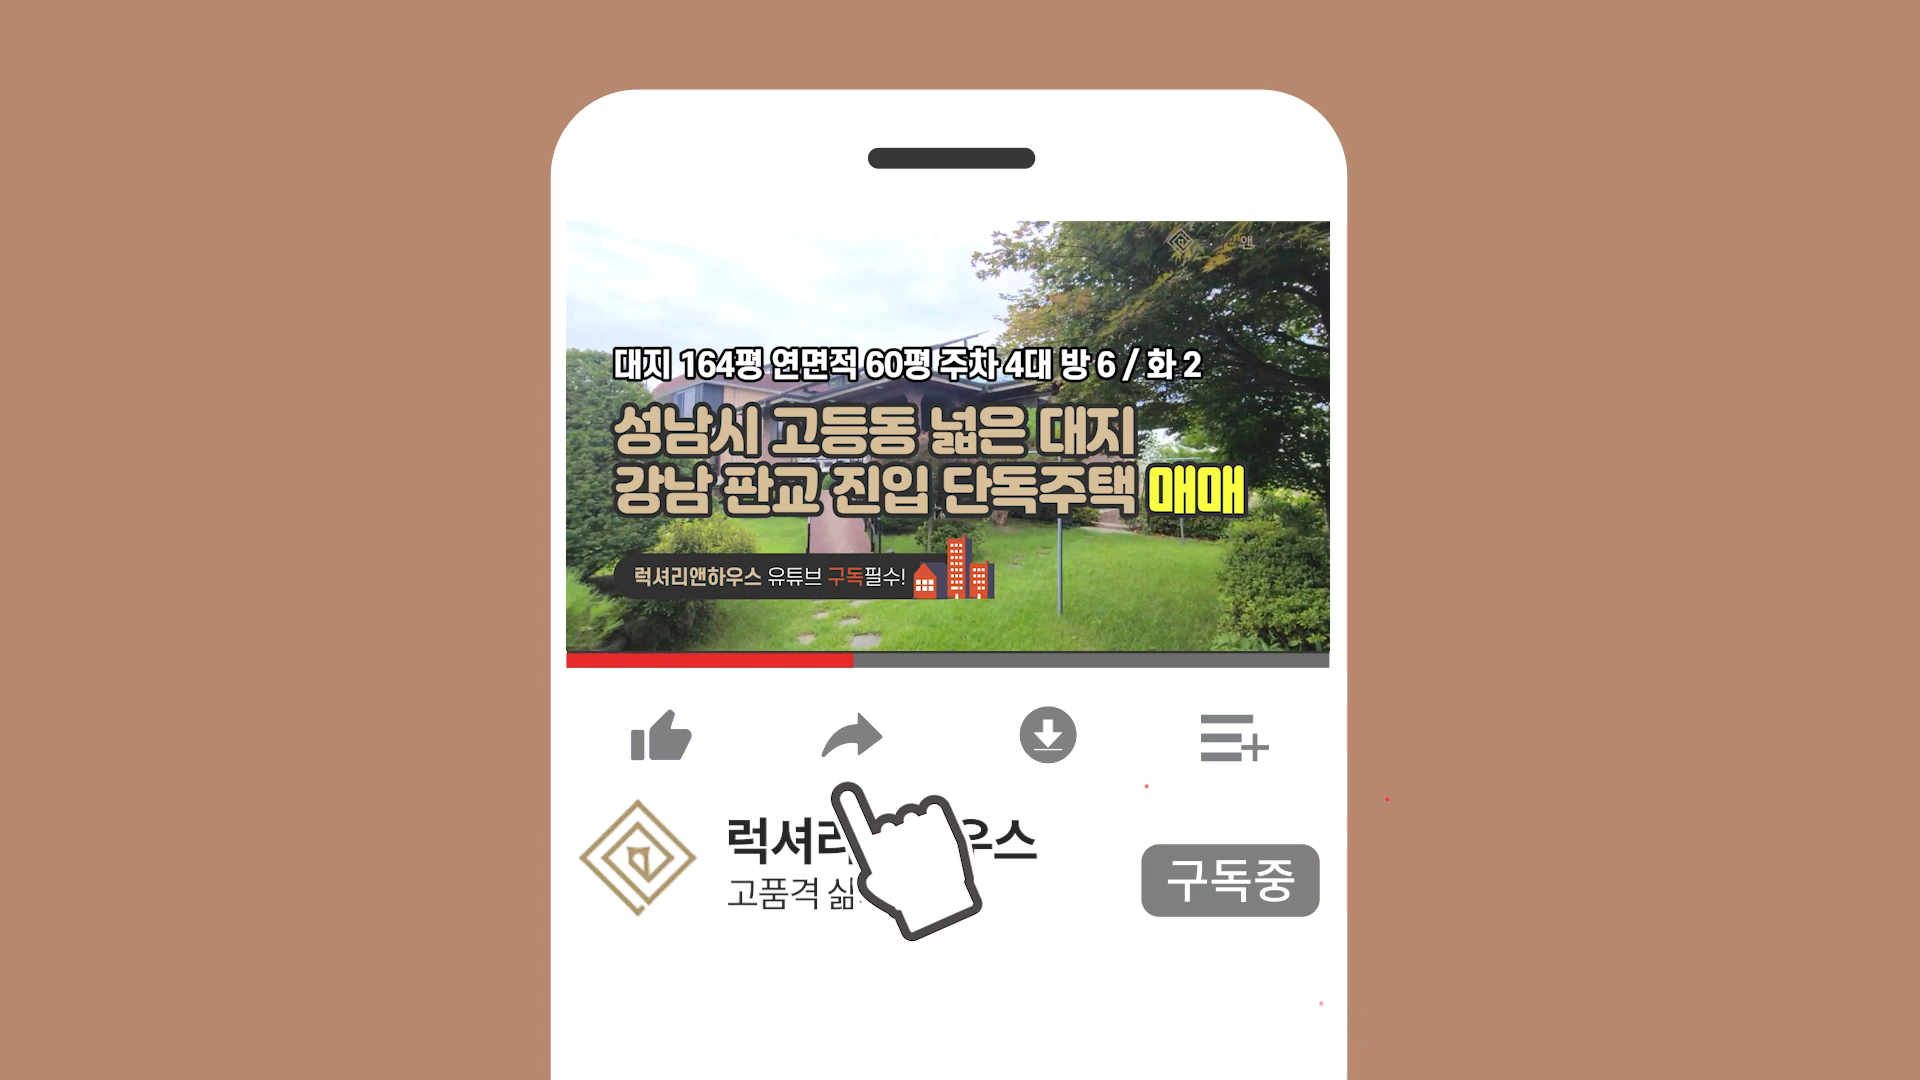 앤
대지 164평 연면적 60평 주차 4대 방 6 / 화 2
성남시 고등동 넓은 대지
강남 판교 진입 단독주택 매매
럭셔리앤하우스 유튜브 구독필수!
럭셔리 우스
고품격 삶
구독중